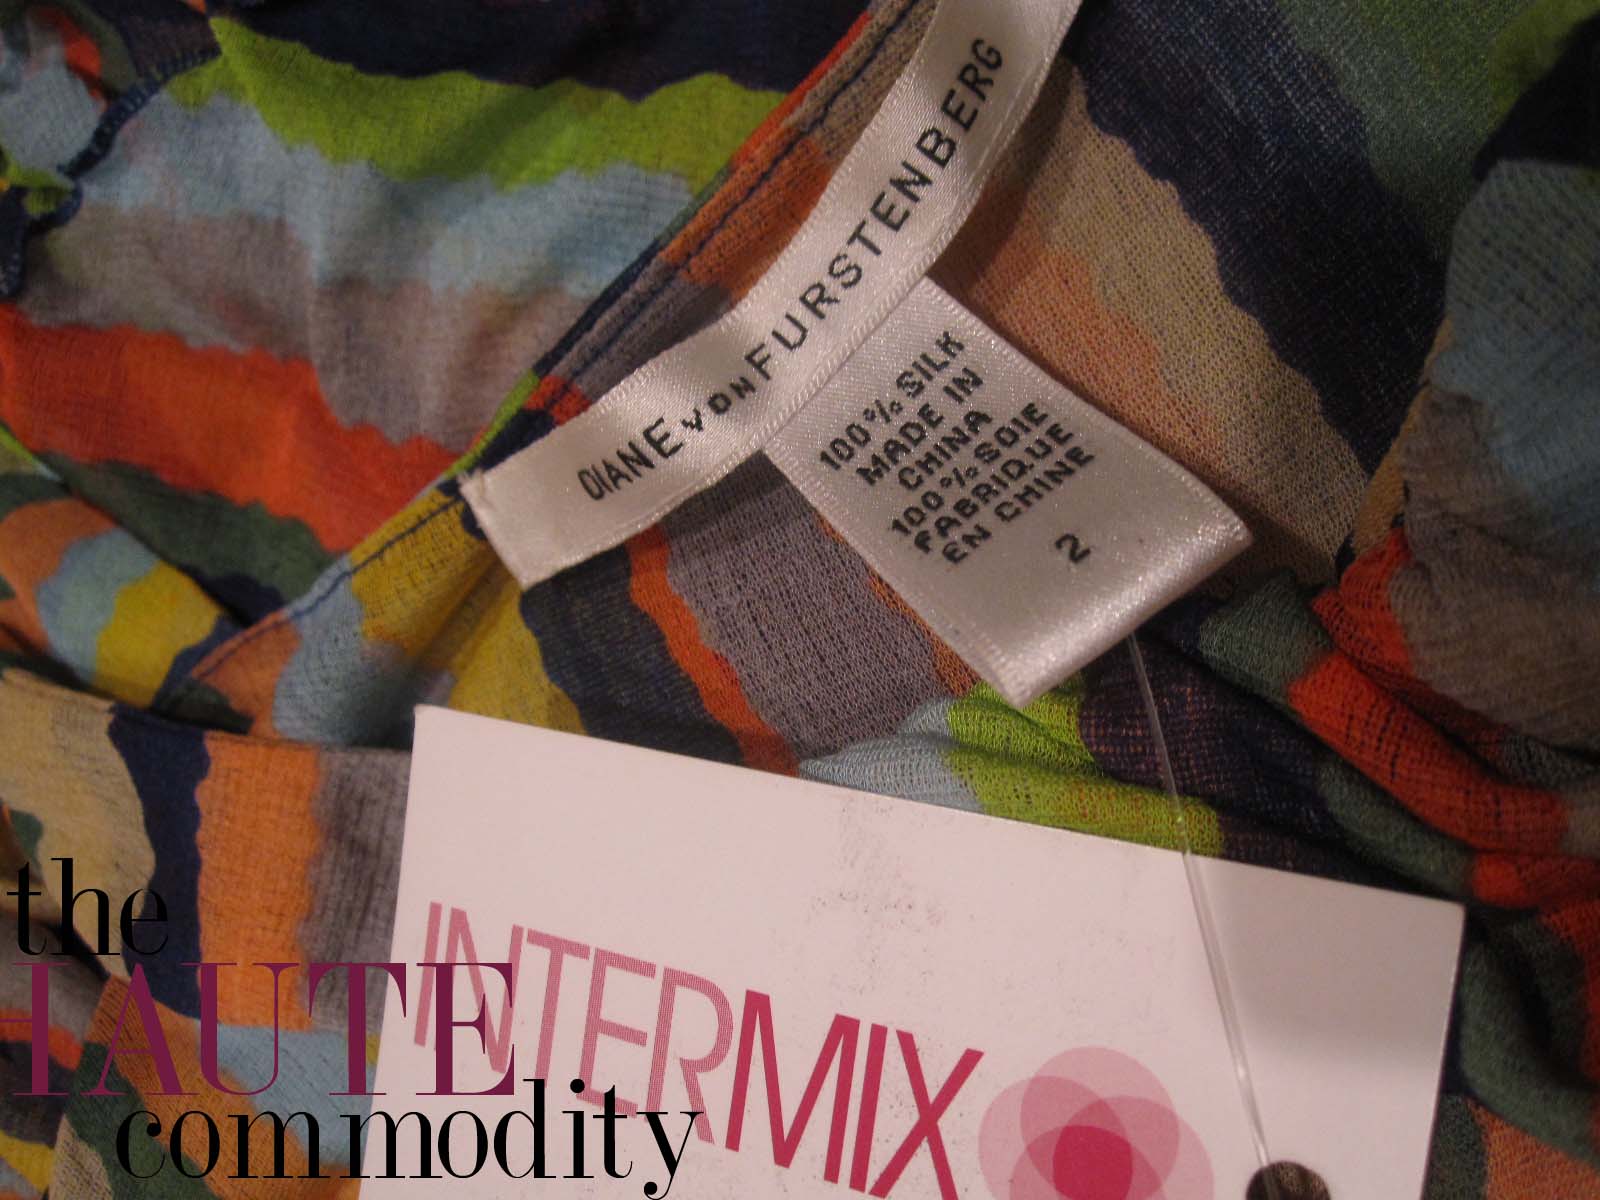 DIANE VON FURSTENBERG
100% SILK
MADE IN
CHINA
100% SOIE
FABRIQUE
EN CHINE
2
INTERMIX
the
HAUTE
commodity